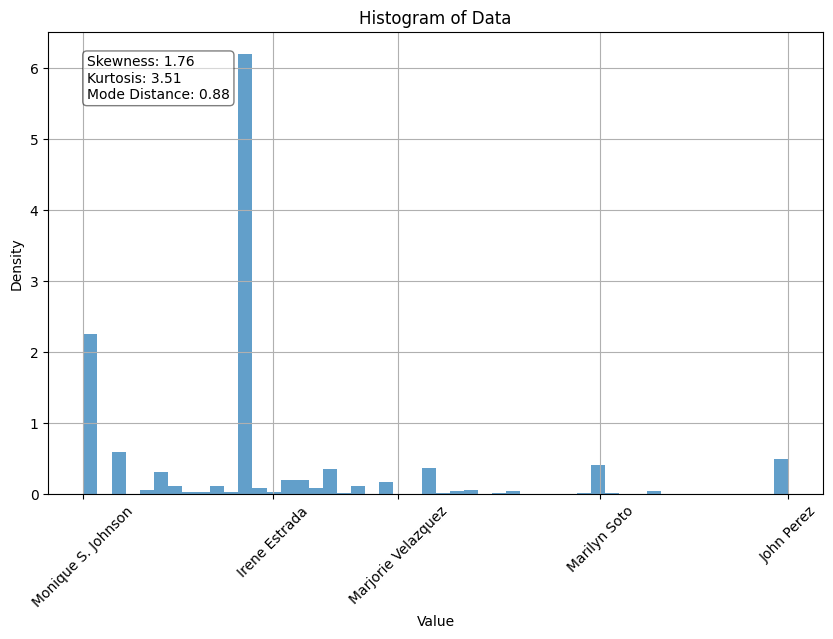 Histogram of Data
Skewness: 1.76
Kurtosis: 3.51
Mode Distance: 0.88
Density
6
5
4
3
2
1
0
Monique S. Johnson
Irene Estrada
Marjorie Velazquez
Marilyn Soto
John Perez
Value